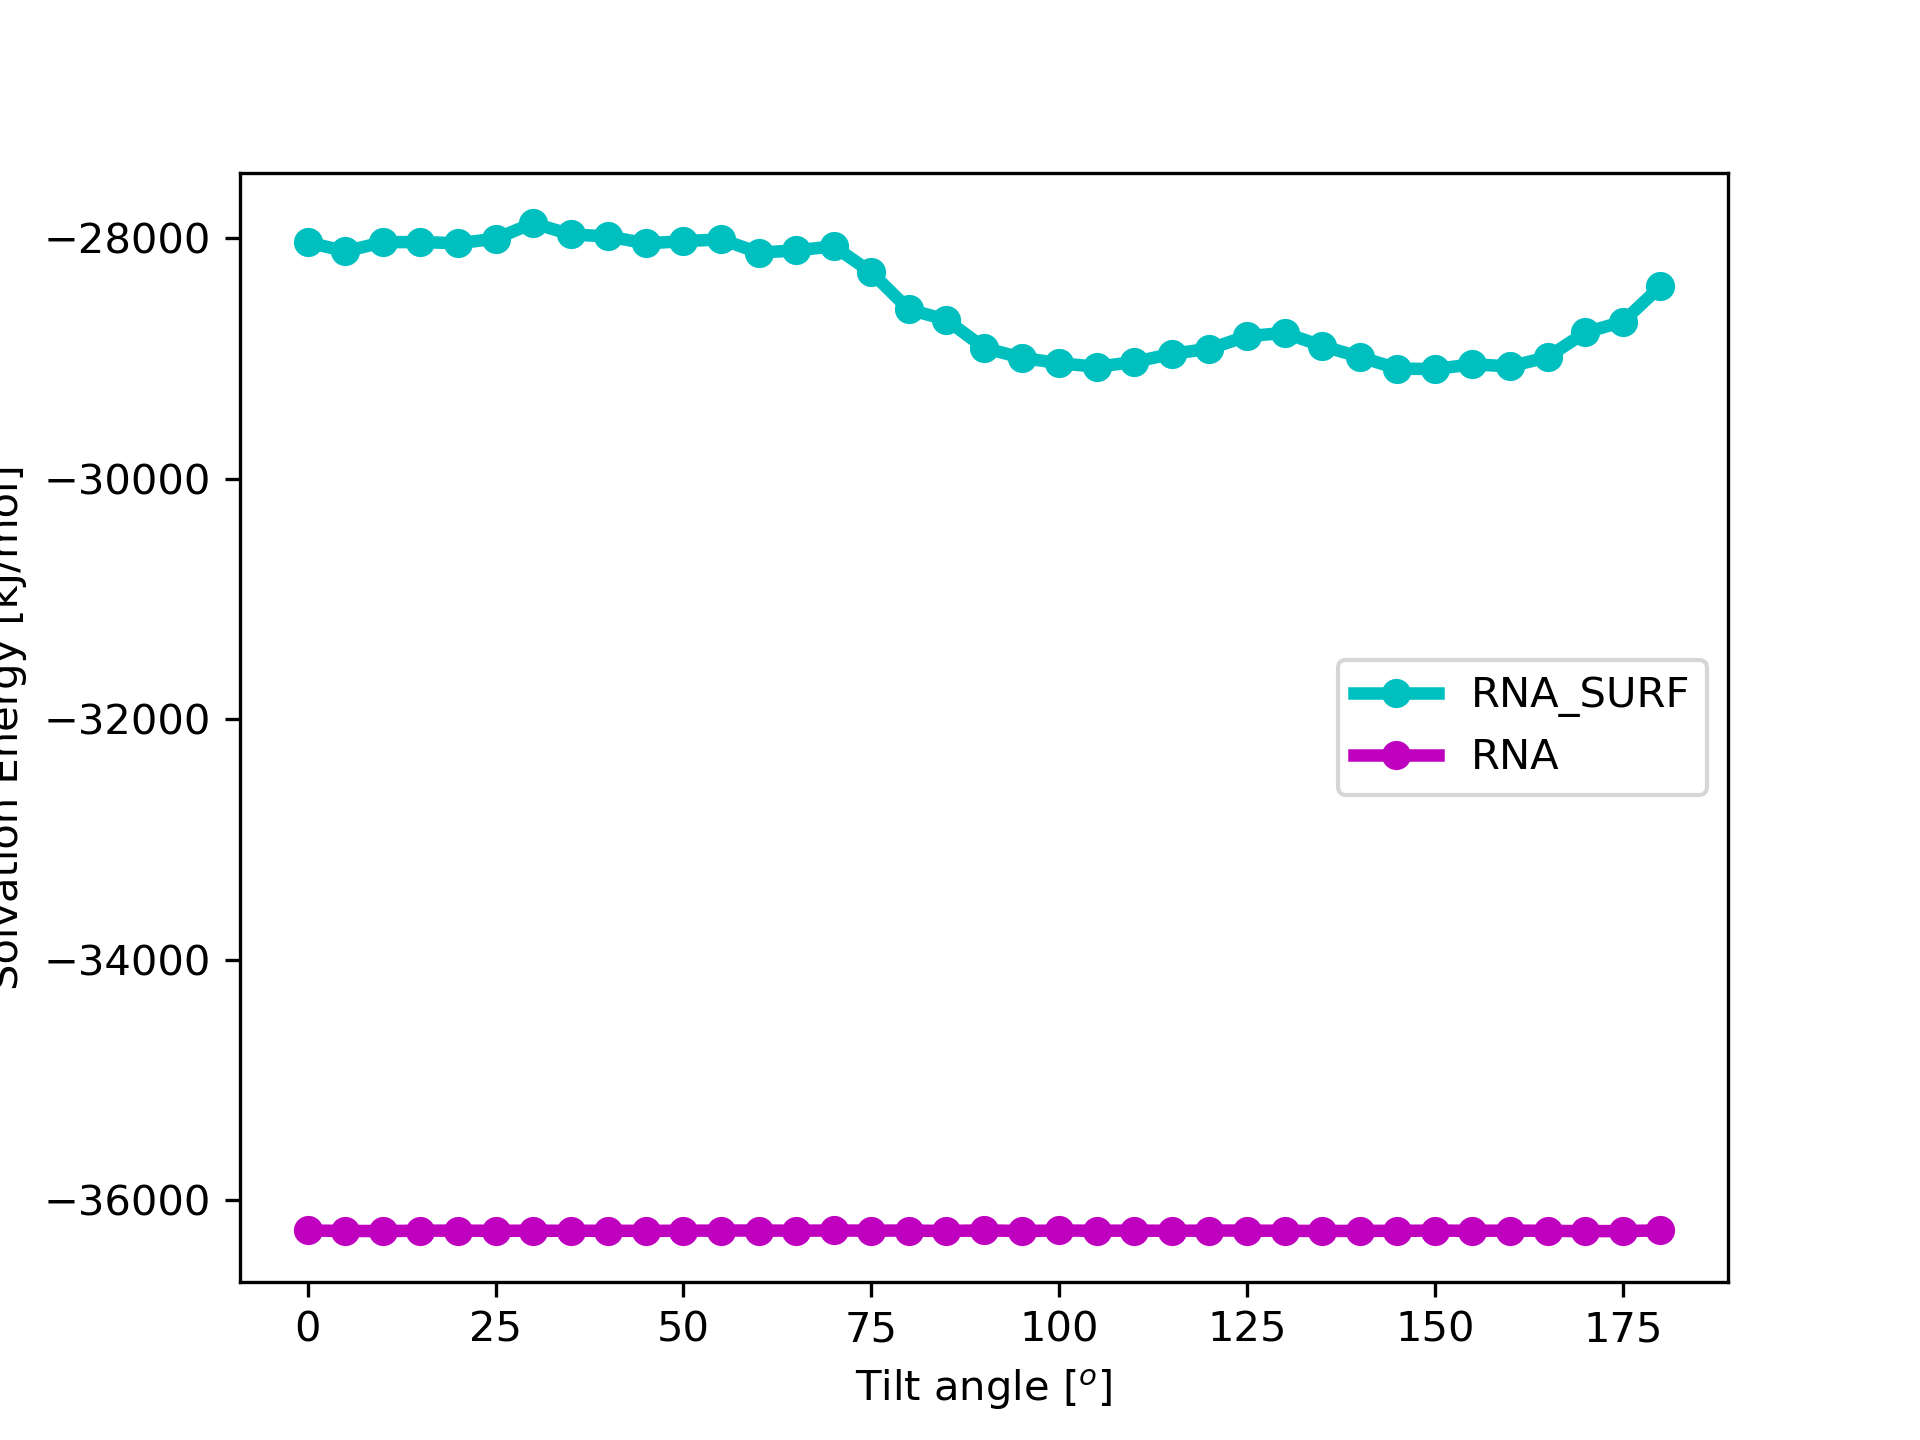 Solvation Energy [kJ/mol]
−28000
−30000
−32000
−34000
−36000
0 25 50 75 100 125 150 175
Tilt angle [°]
RNA_SURF
RNA